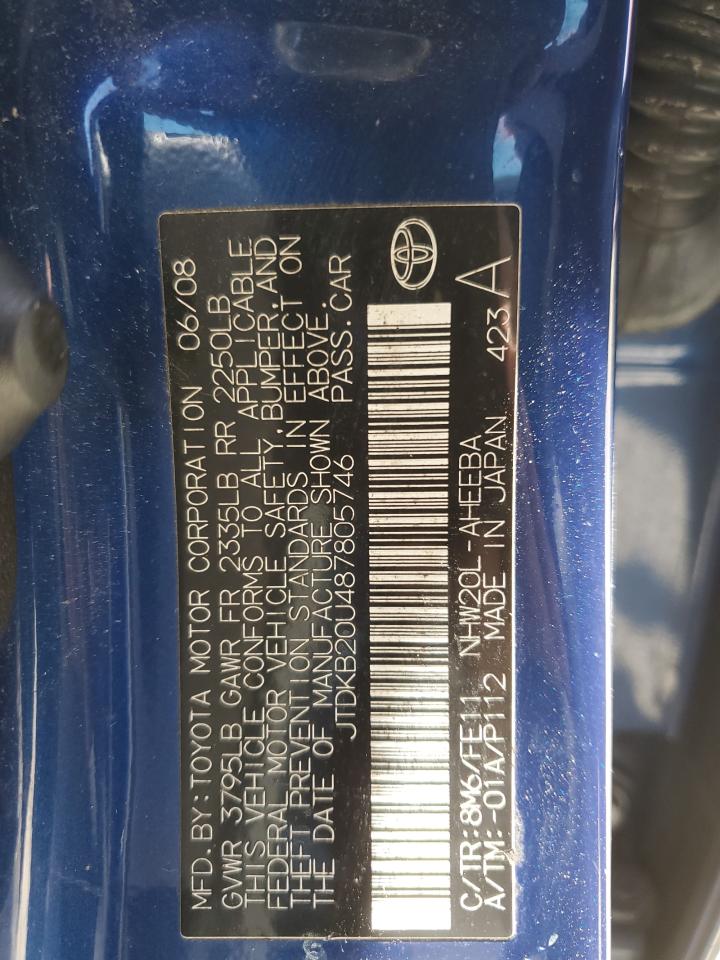 MFD.BY:TOYOTA MOTOR CORPORATION 06/08
GVWR 3795LB GAWR FR 2335LB RR 2250LB
THIS VEHICLE CONFORMS TO ALL APPLICABLE
FEDERAL MOTOR VEHICLE SAFETY,BUMPER,AND
THEFT PREVENTION STANDARDS IN EFFECT ON
THE DATE OF MANUFACTURE SHOWN ABOVE.
JTDKB20U487805746 PASS.CAR
C/TR:8M6/FE11 NHW20L-AHEEBA 423
A/TM:-01A/P112 MADE IN JAPAN A